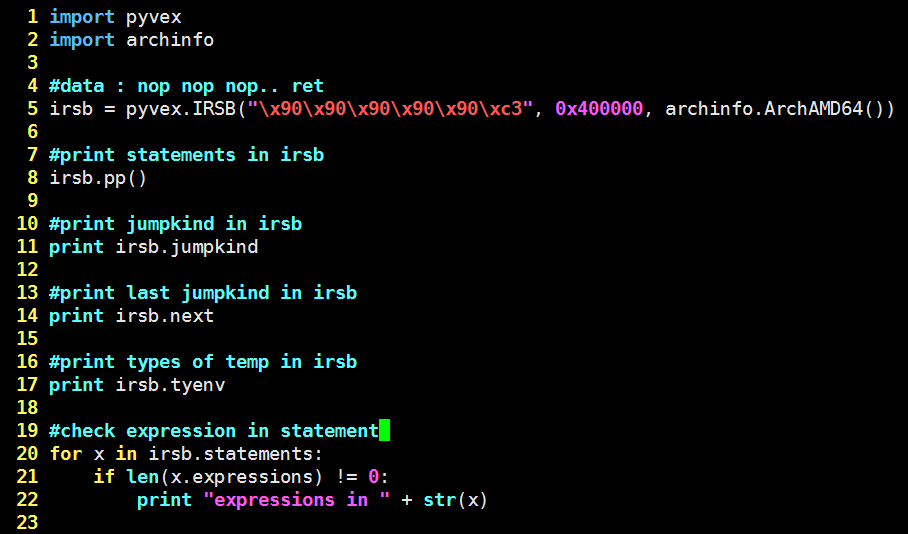 1 import pyvex
2 import archinfo
3
4 #data : nop nop nop.. ret
5 irsb = pyvex.IRSB("\x90\x90\x90\x90\x90\xc3", 0x400000, archinfo.ArchAMD64())
6
7 #print statements in irsb
8 irsb.pp()
9
10 #print jumpkind in irsb
11 print irsb.jumpkind
12
13 #print last jumpkind in irsb
14 print irsb.next
15
16 #print types of temp in irsb
17 print irsb.tyenv
18
19 #check expression in statement
20 for x in irsb.statements:
21     if len(x.expressions) != 0:
22         print "expressions in " + str(x)
23